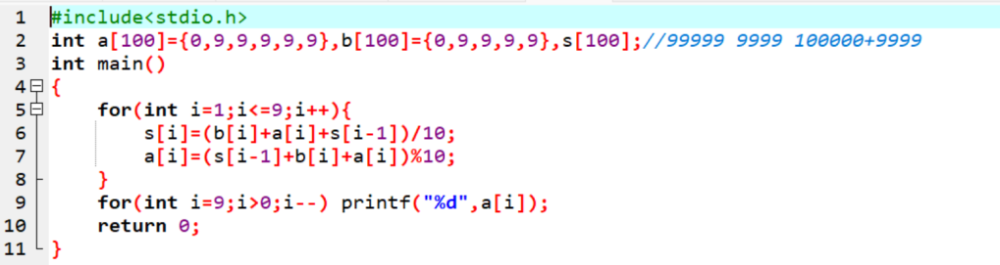 1 #include<stdio.h>
2 int a[100]={0,9,9,9,9,9},b[100]={0,9,9,9,9},s[100];//99999 9999 100000+9999
3 int main()
4 {
5 for(int i=1;i<=9;i++){
6 s[i]=(b[i]+a[i]+s[i-1])/10;
7 a[i]=(s[i-1]+b[i]+a[i])%10;
8 }
9 for(int i=9;i>0;i--) printf("%d",a[i]);
10 return 0;
11 }